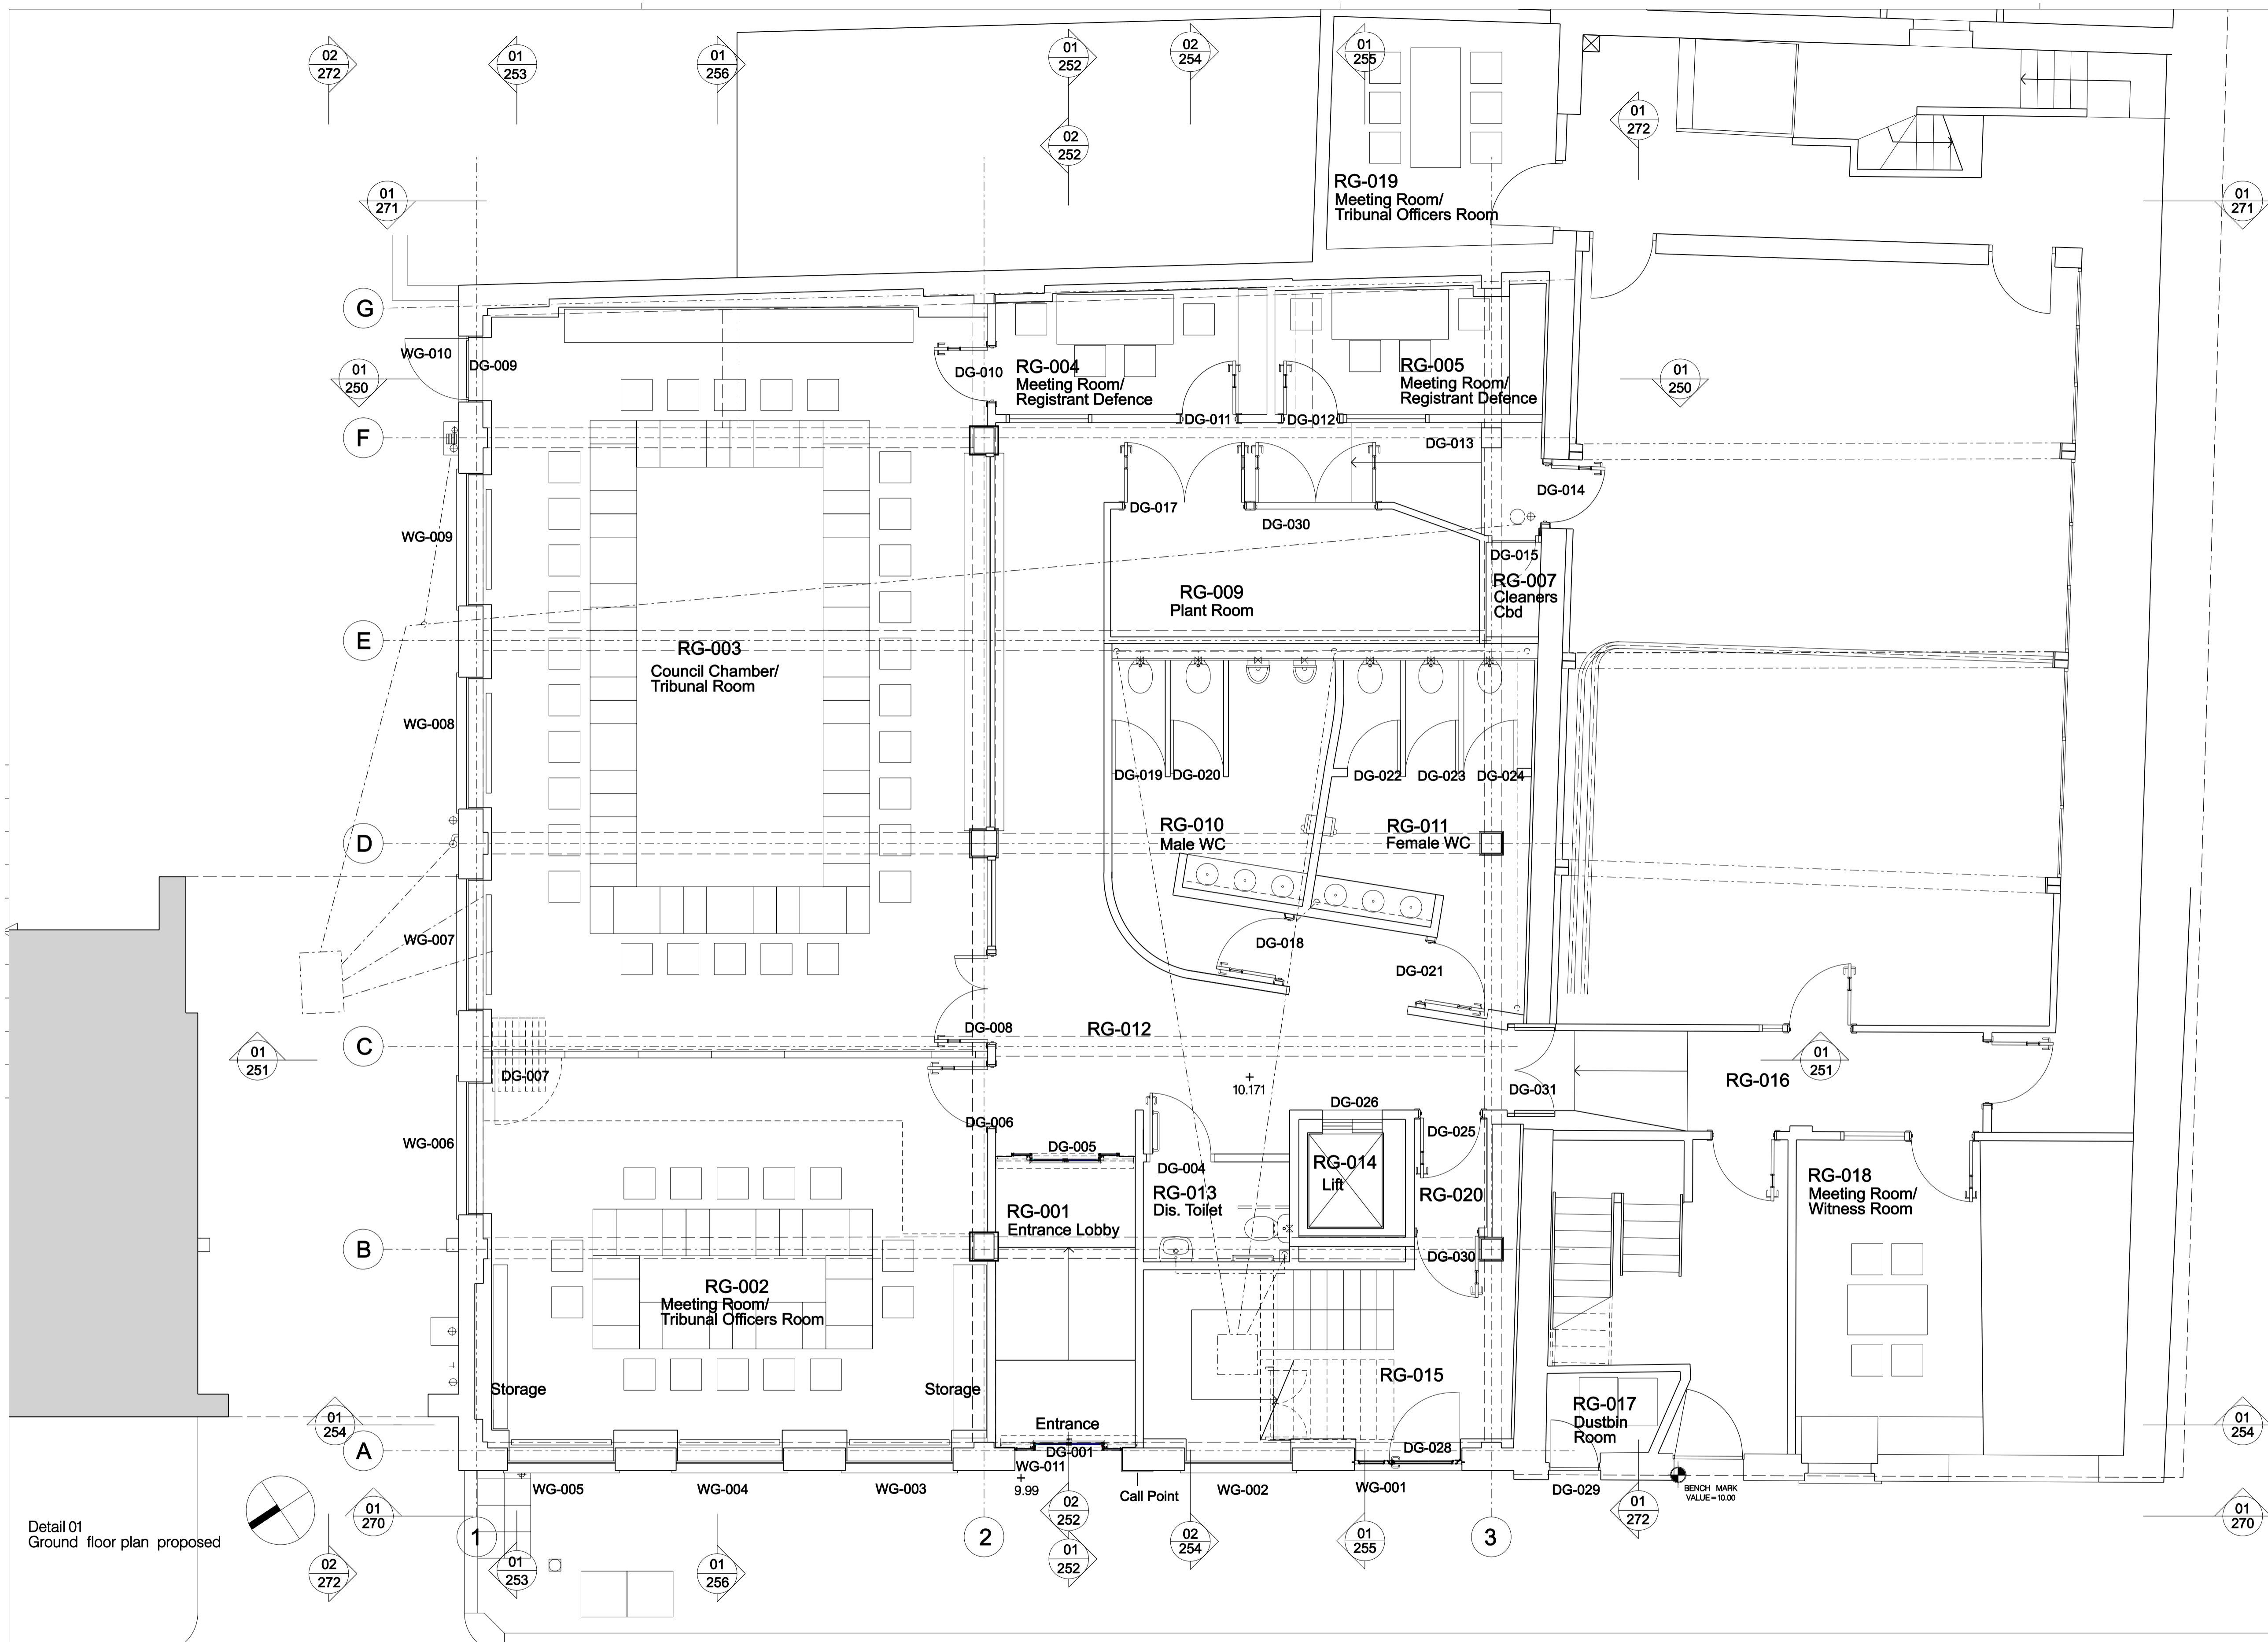 02
272
01
253
01
256
01
252
02
252
02
254
01
255
01
272
01
271
01
271
RG-019
Meeting Room/
Tribunal Officers Room
G
WG-010
DG-009
01
250
DG-010
RG-004
Meeting Room/
Registrant Defence
RG-005
Meeting Room/
Registrant Defence
01
250
F
DG-011
DG-012
DG-013
DG-014
DG-017
DG-030
WG-009
DG-015
RG-007
Cleaners
Cbd
RG-009
Plant Room
E
RG-003
Council Chamber/
Tribunal Room
WG-008
DG-019
DG-020
DG-022
DG-023
DG-024
D
RG-010
Male WC
RG-011
Female WC
WG-007
DG-018
DG-021
C
DG-008
RG-012
01
251
01
251
DG-007
10.171
DG-031
RG-016
DG-006
DG-026
DG-025
WG-006
DG-005
DG-004
RG-014
Lift
RG-018
Meeting Room/
Witness Room
RG-013
Dis. Toilet
RG-020
RG-001
Entrance Lobby
B
DG-030
RG-002
Meeting Room/
Tribunal Officers Room
Storage
Storage
RG-015
RG-017
Dustbin
Room
01
254
Entrance
01
254
A
DG-001
DG-028
WG-011
9.99
WG-005
WG-004
WG-003
Call Point
WG-002
WG-001
DG-029
BENCH MARK
VALUE=10.00
01
270
02
252
01
272
01
270
Detail 01
Ground floor plan proposed
1
2
3
02
272
01
253
01
256
01
252
02
254
01
255